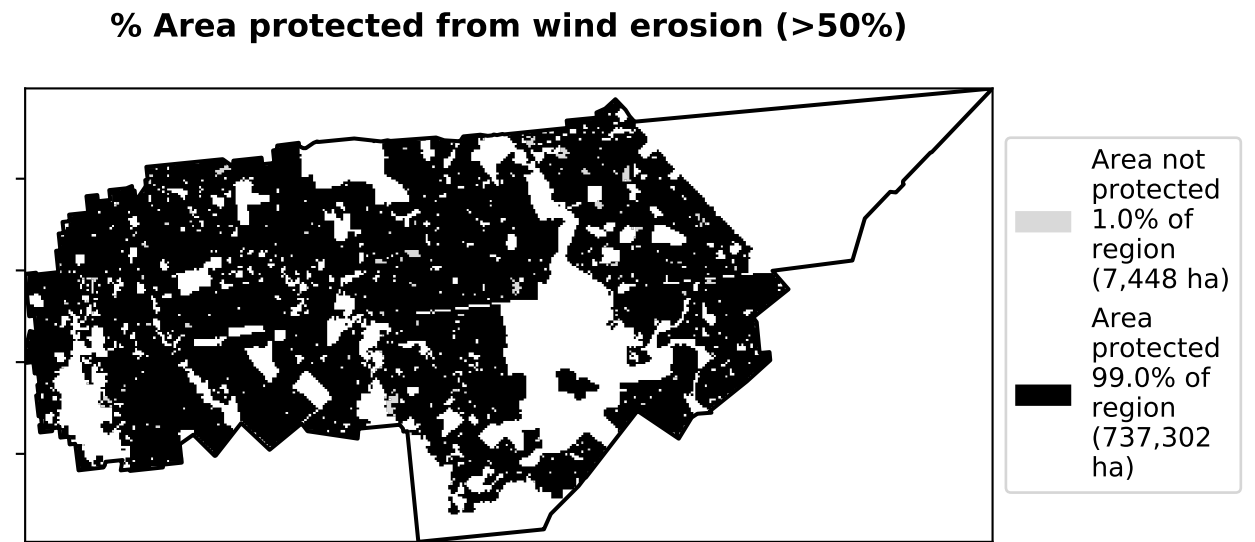 % Area protected from wind erosion (>50%)
Area not
protected
1.0% of
region
(7,448 ha)
Area
protected
99.0% of
region
(737,302
ha)